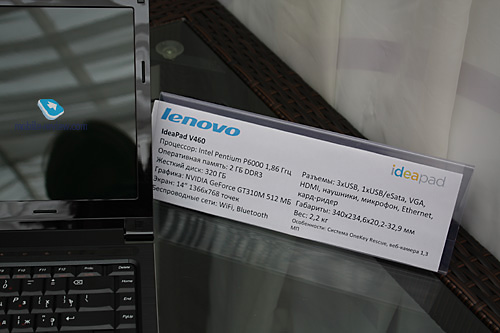 lenovo
IdeaPad V460
Процессор: Intel Pentium P6000 1,86 Ггц
Оперативная память: 2 ГБ DDR3
Жесткий диск: 320 ГБ
Графика: NVIDIA GeForce GT310M 512 МБ
Экран: 14" 1366x768 точек
Беспроводные сети: WiFi, Bluetooth
ideapad
Разъемы: 3xUSB, 1xUSB/eSata, VGA,
HDMI, наушники, микрофон, Ethernet,
кард-ридер
Габариты: 340x234,6x20,2-32,9 мм
Вес: 2,2 кг
Особенности: Система OneKey Rescue, веб-камера 1,3
МП
Delete
Home
End